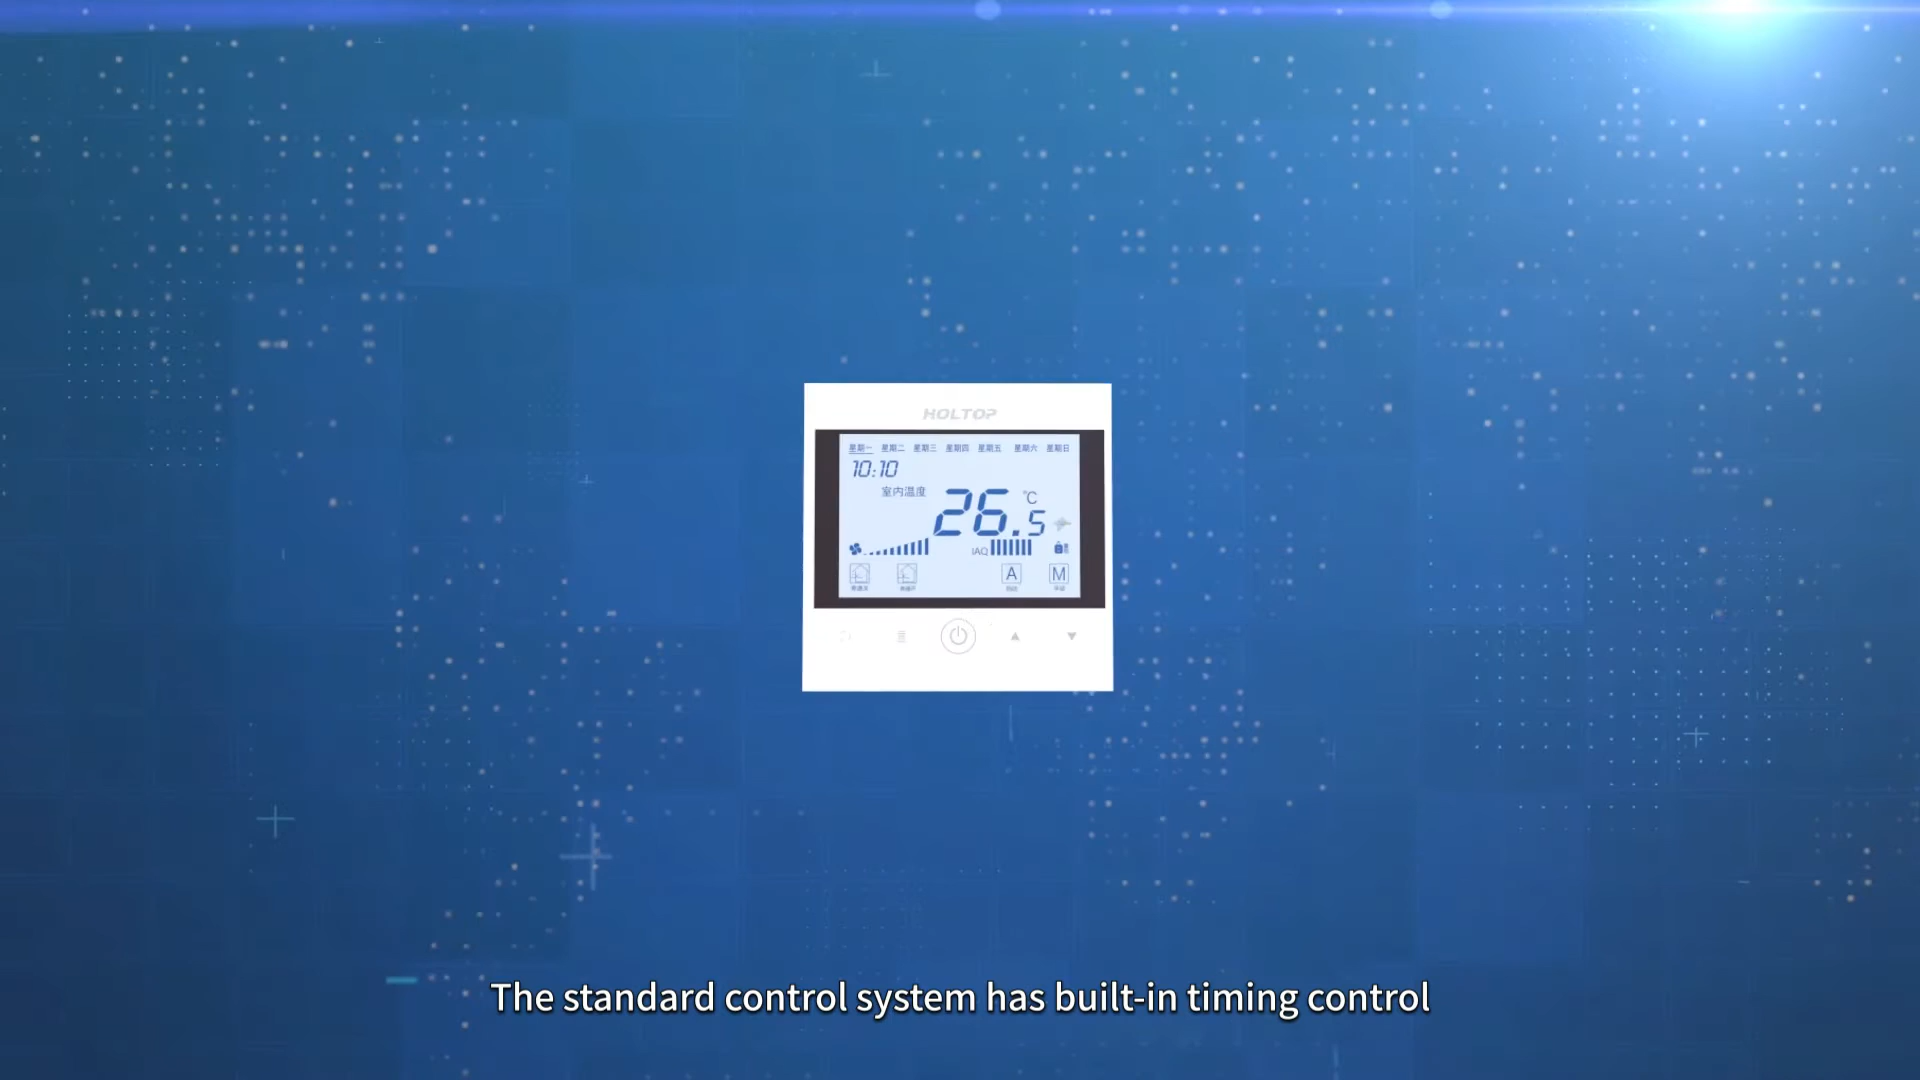 HOLTOP
星期一 星期二 星期三 星期四 星期五 星期六 星期日
10:10
室内温度 26.5 °C
IAQ
A M
The standard control system has built-in timing control